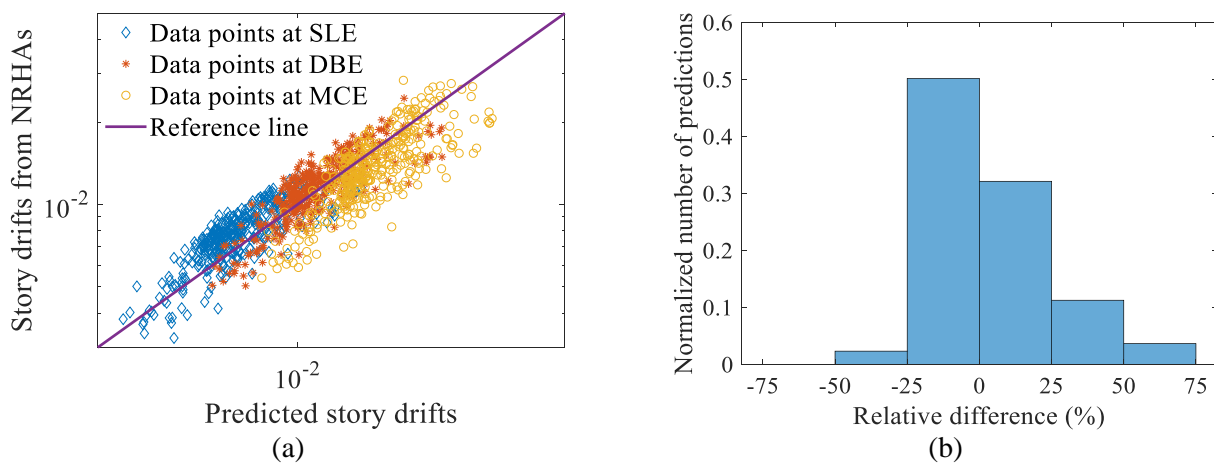 Data points at SLE
Data points at DBE
Data points at MCE
Reference line
Story drifts from NRHAs
10-2
10-2
Predicted story drifts
(a)
Normalized number of predictions
0.6
0.5
0.4
0.3
0.2
0.1
0
-75 -50 -25 0 25 50 75
Relative difference (%)
(b)